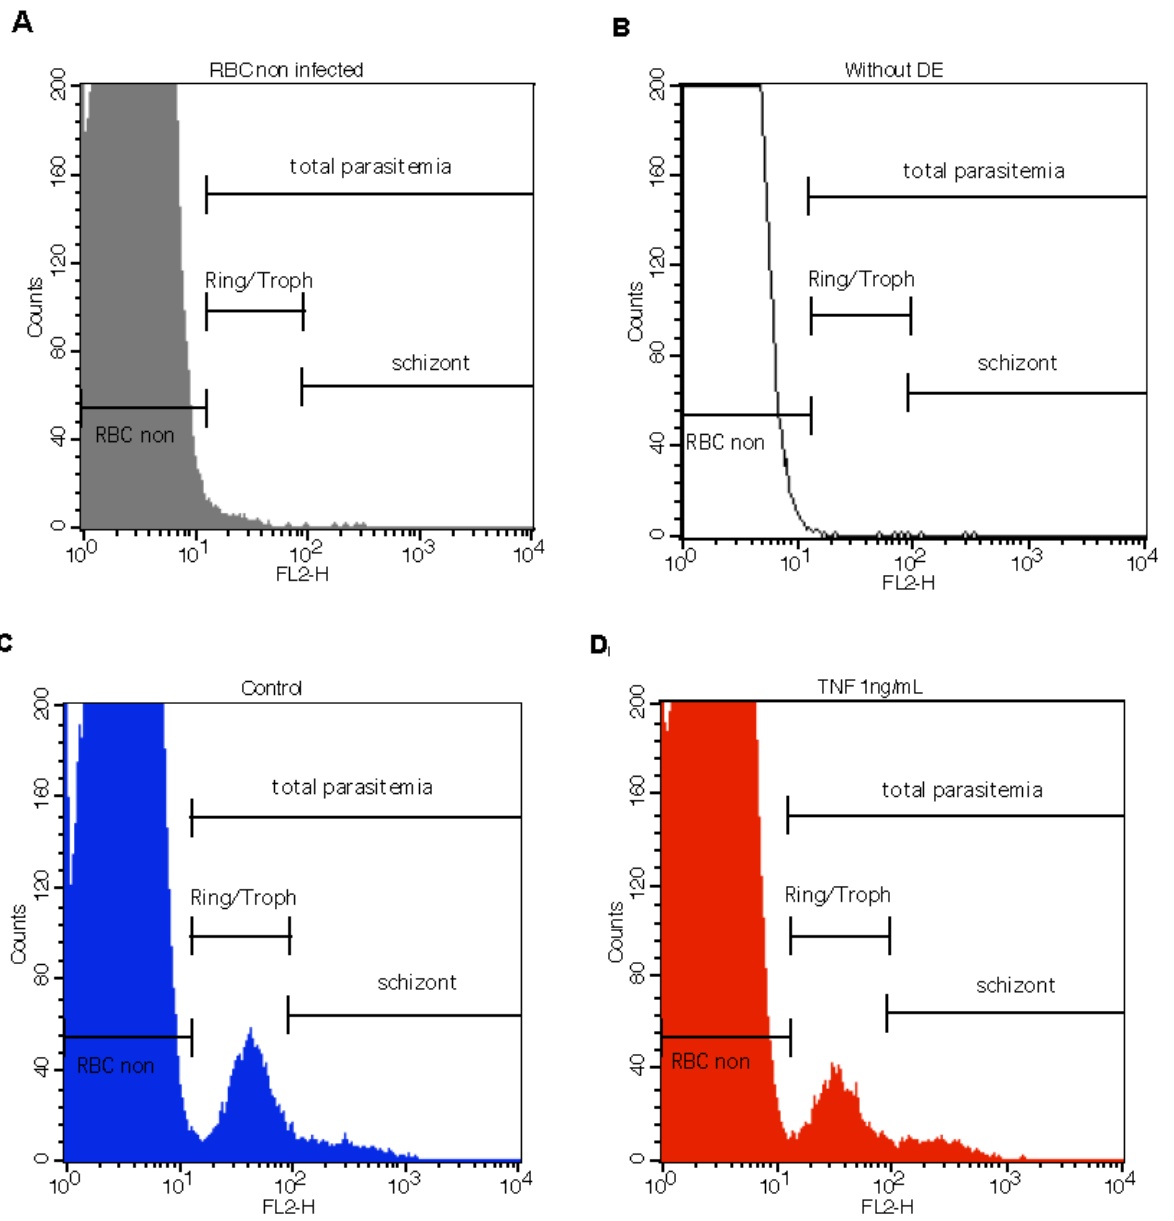 A
RBC non infected
200
160
120
80
40
0
Counts
total parasitemia
Ring/Troph
schizont
RBC non
10^0 10^1 10^2 10^3 10^4
FL2-H
B
Without DE
200
160
120
80
40
0
Counts
total parasitemia
Ring/Troph
schizont
RBC non
10^0 10^1 10^2 10^3 10^4
FL2-H
C
Control
200
160
120
80
40
0
Counts
total parasitemia
Ring/Troph
schizont
RBC non
10^0 10^1 10^2 10^3 10^4
FL2-H
D
TNF 1ng/mL
200
160
120
80
40
0
Counts
total parasitemia
Ring/Troph
schizont
RBC non
10^0 10^1 10^2 10^3 10^4
FL2-H